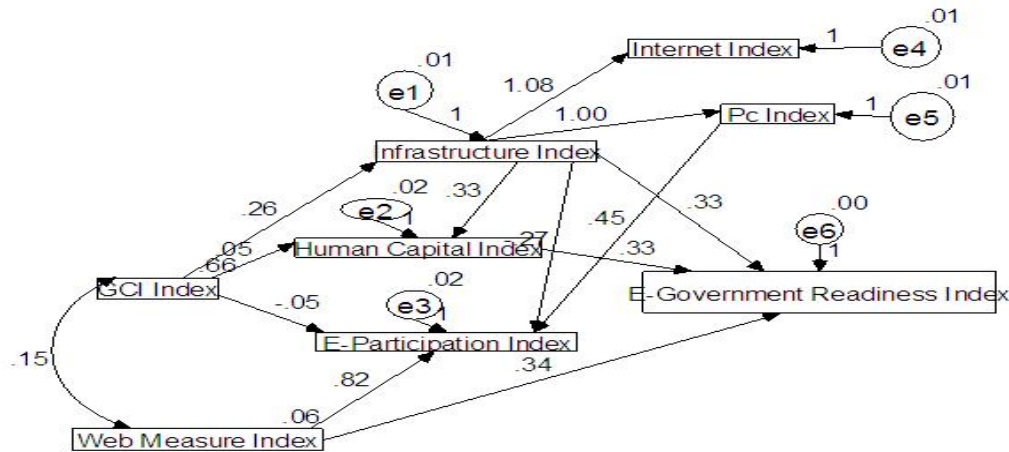 .01
Internet Index
1
e4
.01
.01
e1
1
1.08
1.00
Pc Index
1
e5
.01
nfrastructure Index
.26
.02
e2
1
.33
.45
.33
.00
e6
1
.05
.66
Human Capital Index
.27
.33
GCI Index
-.05
.02
e3
1
E-Government Readiness Index
E-Participation Index
.15
.82
.34
.06
Web Measure Index